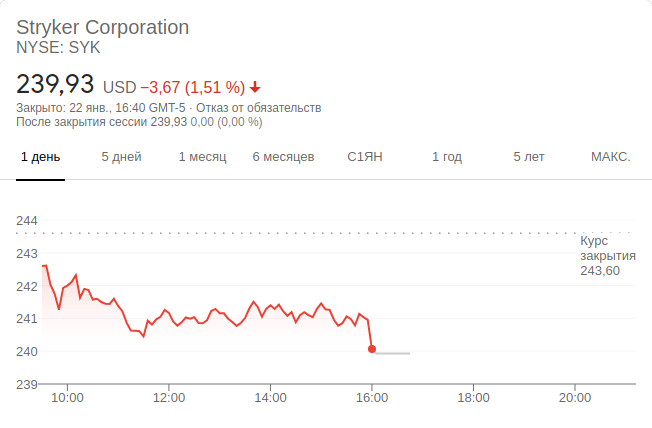 Stryker Corporation
NYSE: SYK
239,93 USD −3,67 (1,51 %)
Закрыто: 22 янв., 16:40 GMT-5 · Отказ от обязательств
После закрытия сессии 239,93 0,00 (0,00 %)
1 день 5 дней 1 месяц 6 месяцев С1ЯН 1 год 5 лет МАКС.
244
Курс
закрытия
243,60
243
242
241
240
239
10:00 12:00 14:00 16:00 18:00 20:00